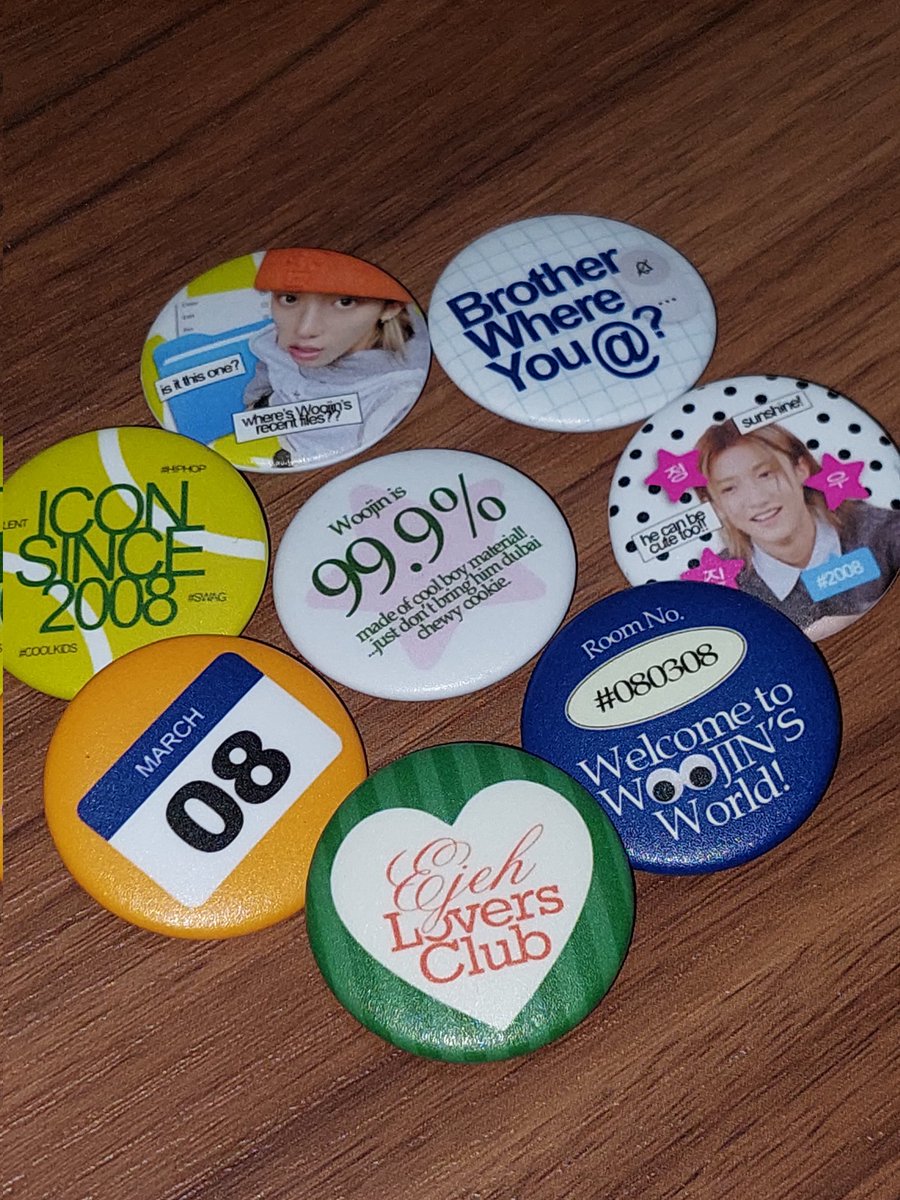 is it this one?
where's Woojin's
recent files??
Brother
Where
You @?
...
#HIPHOP
LENT
ICON
SINCE
2008
#SWAG
#COOLKIDS
Woojin is
99.9%
made of cool boy material!
..just don't bring him dubai
chewy cookie.
sunshine!
정
우
he can be
cute too!!
진
#2008
MARCH
08
Room No.
#080308
Welcome to
WOOJIN'S
World!
Ejeh
Lovers
Club